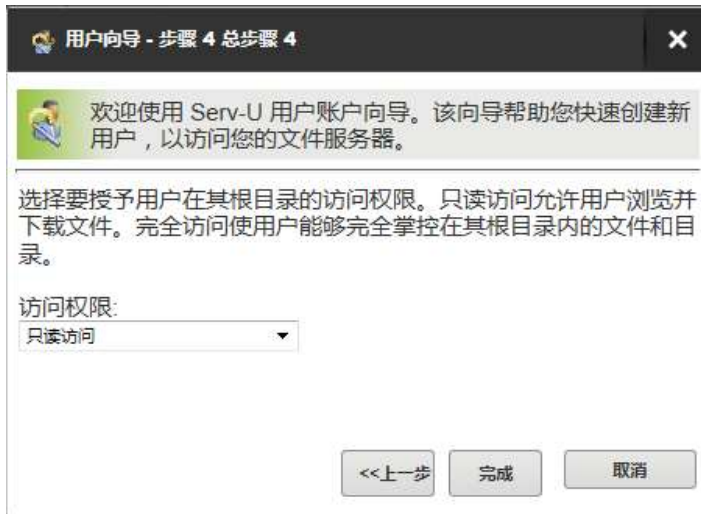 用户向导 - 步骤 4 总步骤 4
欢迎使用 Serv-U 用户账户向导。该向导帮助您快速创建新
用户，以访问您的文件服务器。
选择要授予用户在其根目录的访问权限。只读访问允许用户浏览并
下载文件。完全访问使用户能够完全掌控在其根目录内的文件和目
录。
访问权限:
只读访问
<<上一步 完成 取消